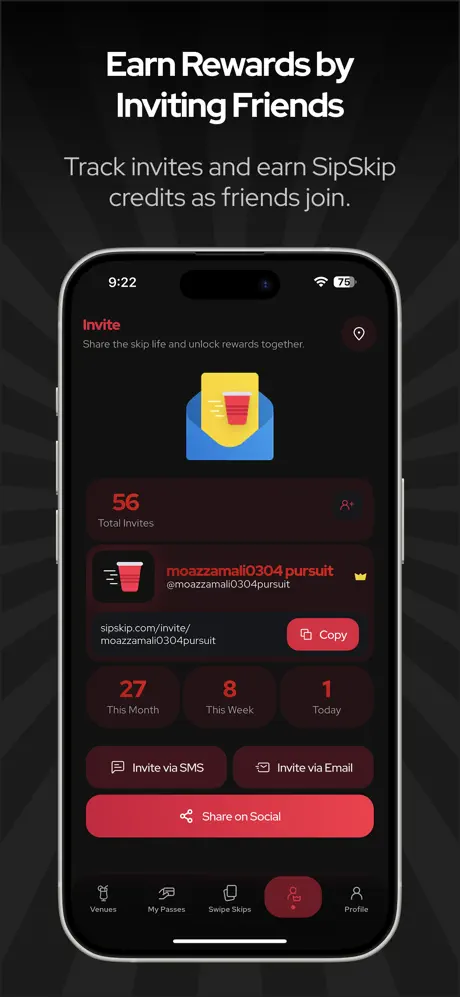 Earn Rewards by
Inviting Friends
Track invites and earn SipSkip
credits as friends join.
9:22
75
Invite
Share the skip life and unlock rewards together.
56
Total Invites
moazzamali0304 pursuit
@moazzamali0304pursuit
sipskip.com/invite/
moazzamali0304pursuit
Copy
27
This Month
8
This Week
1
Today
Invite via SMS
Invite via Email
Share on Social
Venues
My Passes
Swipe Skips
Profile